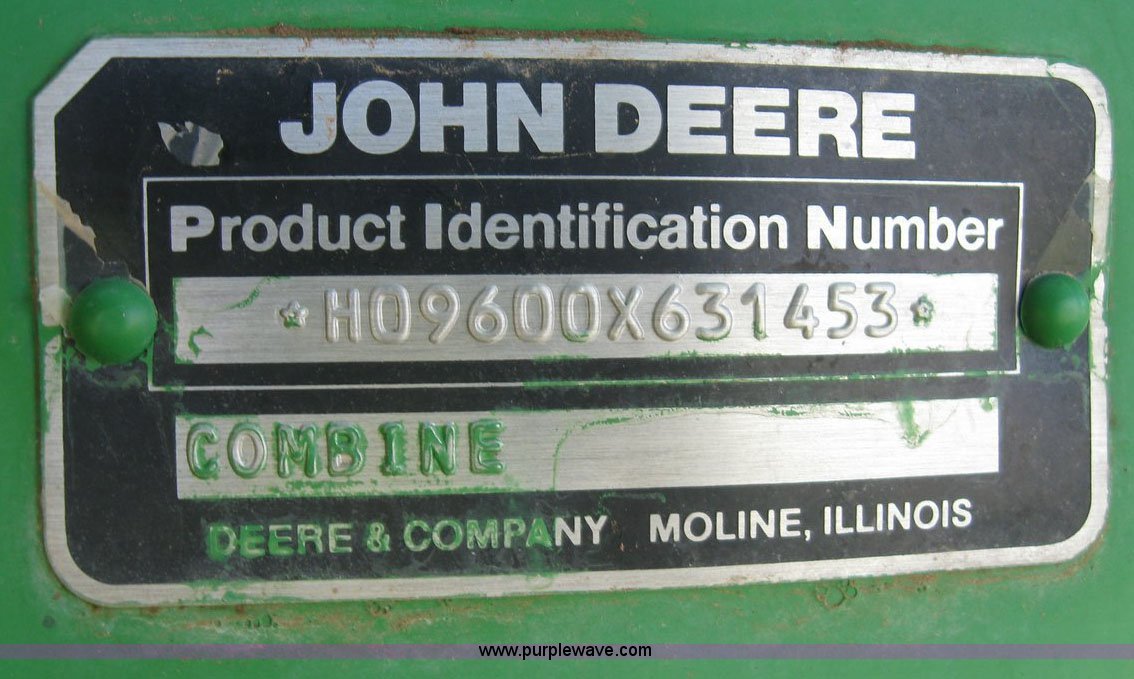 JOHN DEERE
Product Identification Number
*H09600X631453*
COMBINE
DEERE & COMPANY MOLINE, ILLINOIS
www.purplewave.com